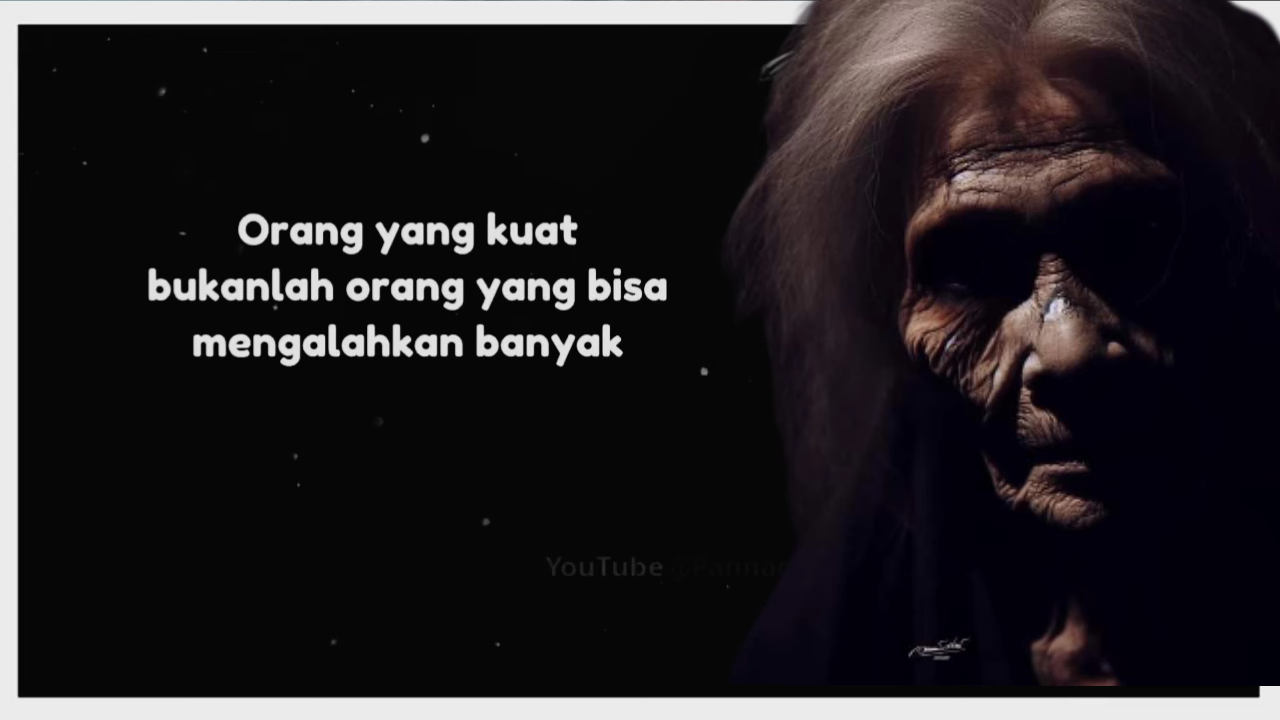 Orang yang kuat
bukanlah orang yang bisa
mengalahkan banyak
YouTube